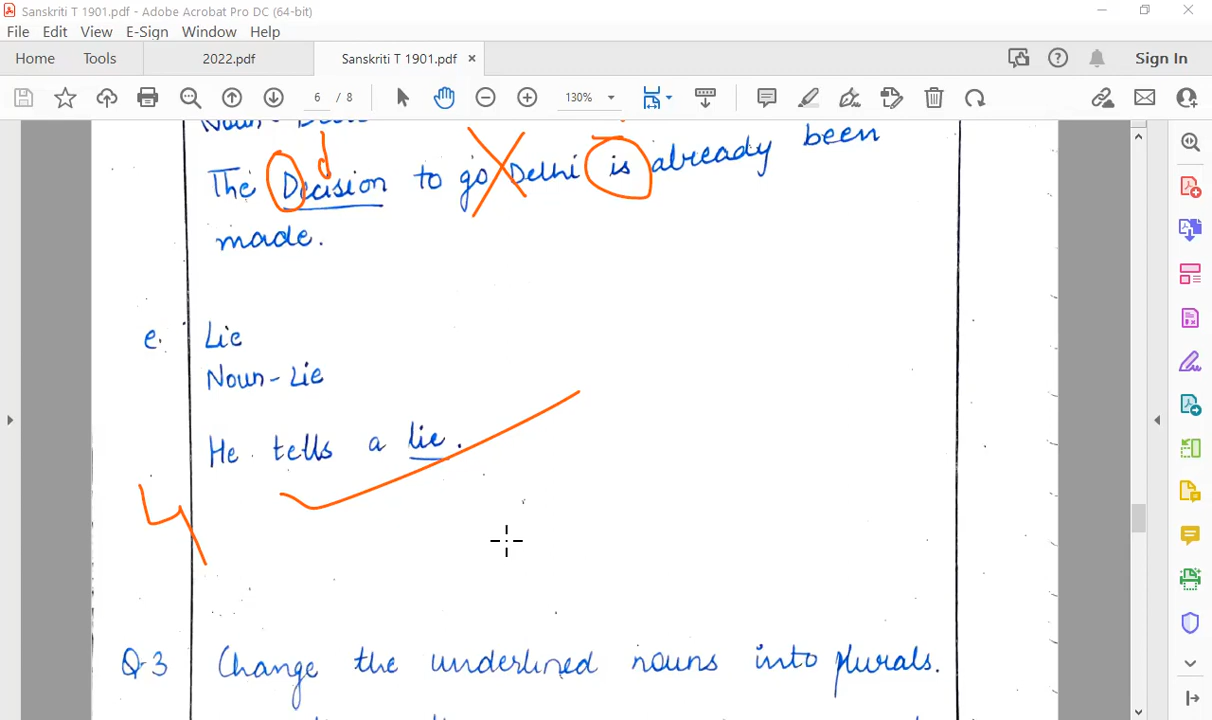 Sanskriti T 1901.pdf - Adobe Acrobat Pro DC (64-bit)
File Edit View E-Sign Window Help
Home Tools 2022.pdf Sanskriti T 1901.pdf ×
6 / 8 130% Sign In
Noun -
d
The Decision to go Delhi is already been
made.
e. Lie
Noun - Lie
He tells a lie.
4
Q-3 Change the underlined nouns into plurals.